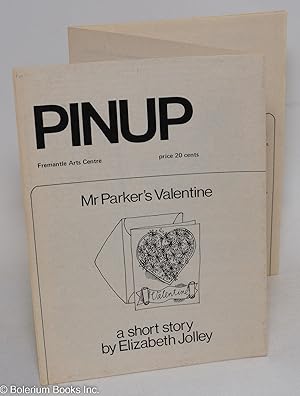 PINUP
Fremantle Arts Centre price 20 cents
Mr Parker's Valentine
Valentine
a short story
by Elizabeth Jolley
© Bolerium Books Inc.